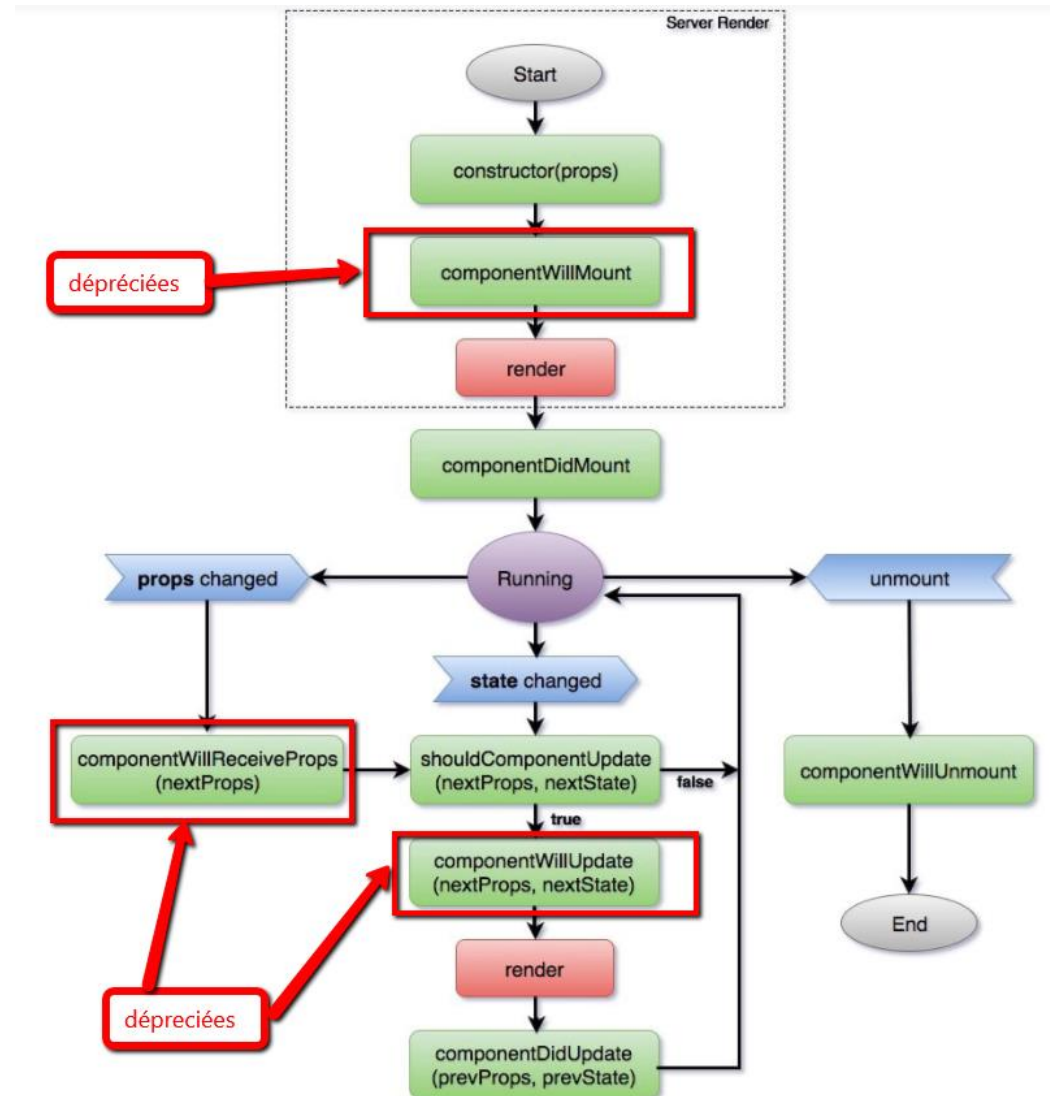 Server Render
Start
constructor(props)
dépréciées
componentWillMount
render
componentDidMount
props changed
Running
unmount
state changed
componentWillReceiveProps
(nextProps)
shouldComponentUpdate
(nextProps, nextState)
false
componentWillUnmount
true
componentWillUpdate
(nextProps, nextState)
End
render
dépreciées
componentDidUpdate
(prevProps, prevState)